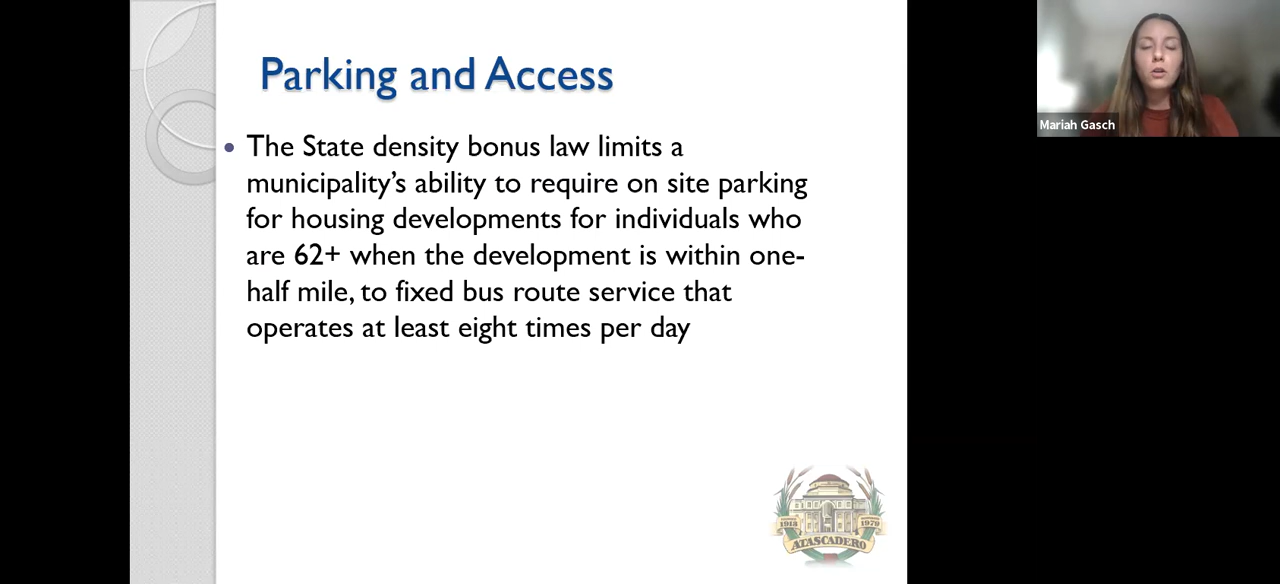 Parking and Access
Mariah Gasch
• The State density bonus law limits a
municipality's ability to require on site parking
for housing developments for individuals who
are 62+ when the development is within one-
half mile, to fixed bus route service that
operates at least eight times per day
1913
1979
ATASCADERO